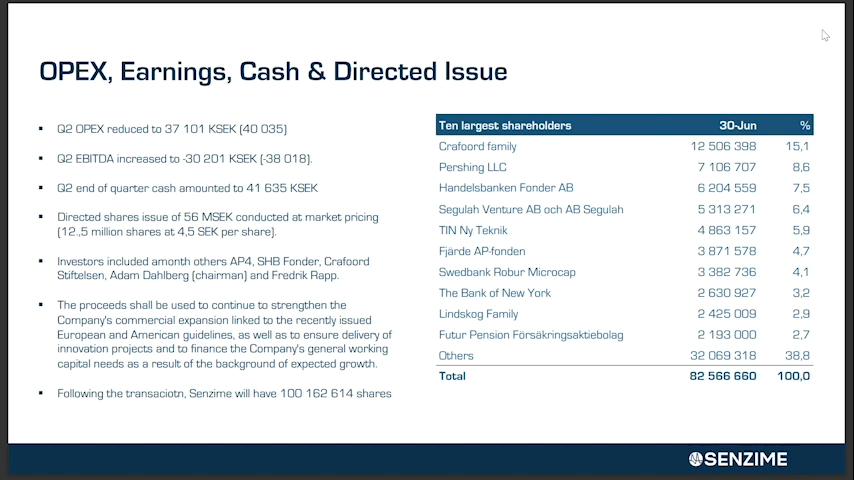 OPEX, Earnings, Cash & Directed Issue
Q2 OPEX reduced to 37 101 KSEK (40 035)
Q2 EBITDA increased to -30 201 KSEK (-38 018).
Q2 end of quarter cash amounted to 41 635 KSEK
Directed shares issue of 56 MSEK conducted at market pricing
(12.,5 million shares at 4,5 SEK per share).
Investors included amonth others AP4, SHB Fonder, Crafoord
Stiftelsen, Adam Dahlberg (chairman) and Fredrik Rapp.
The proceeds shall be used to continue to strengthen the
Company's commercial expansion linked to the recently issued
European and American guidelines, as well as to ensure delivery of
innovation projects and to finance the Company's general working
capital needs as a result of the background of expected growth.
Following the transaciotn, Senzime will have 100 162 614 shares
Ten largest shareholders 30-Jun %
Crafoord family 12 506 398 15,1
Pershing LLC 7 106 707 8,6
Handelsbanken Fonder AB 6 204 559 7,5
Segulah Venture AB och AB Segulah 5 313 271 6,4
TIN Ny Teknik 4 863 157 5,9
Fjärde AP-fonden 3 871 578 4,7
Swedbank Robur Microcap 3 382 736 4,1
The Bank of New York 2 630 927 3,2
Lindskog Family 2 425 009 2,9
Futur Pension Försäkringsaktiebolag 2 193 000 2,7
Others 32 069 318 38,8
Total 82 566 660 100,0
SENZIME